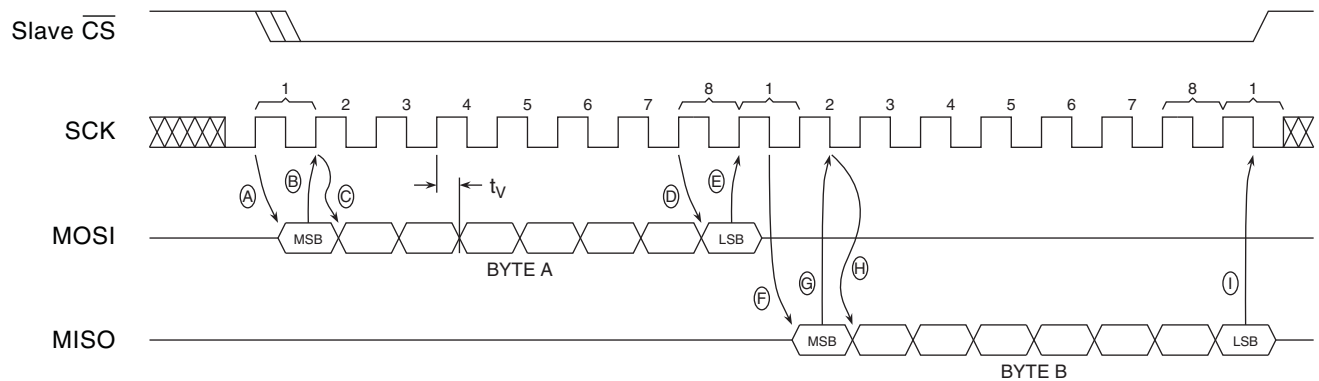 Slave CS
1 2 3 4 5 6 7 8 1 2 3 4 5 6 7 8 1
SCK
A B C tV D E
MOSI MSB LSB
BYTE A
F G H I
MISO MSB LSB
BYTE B